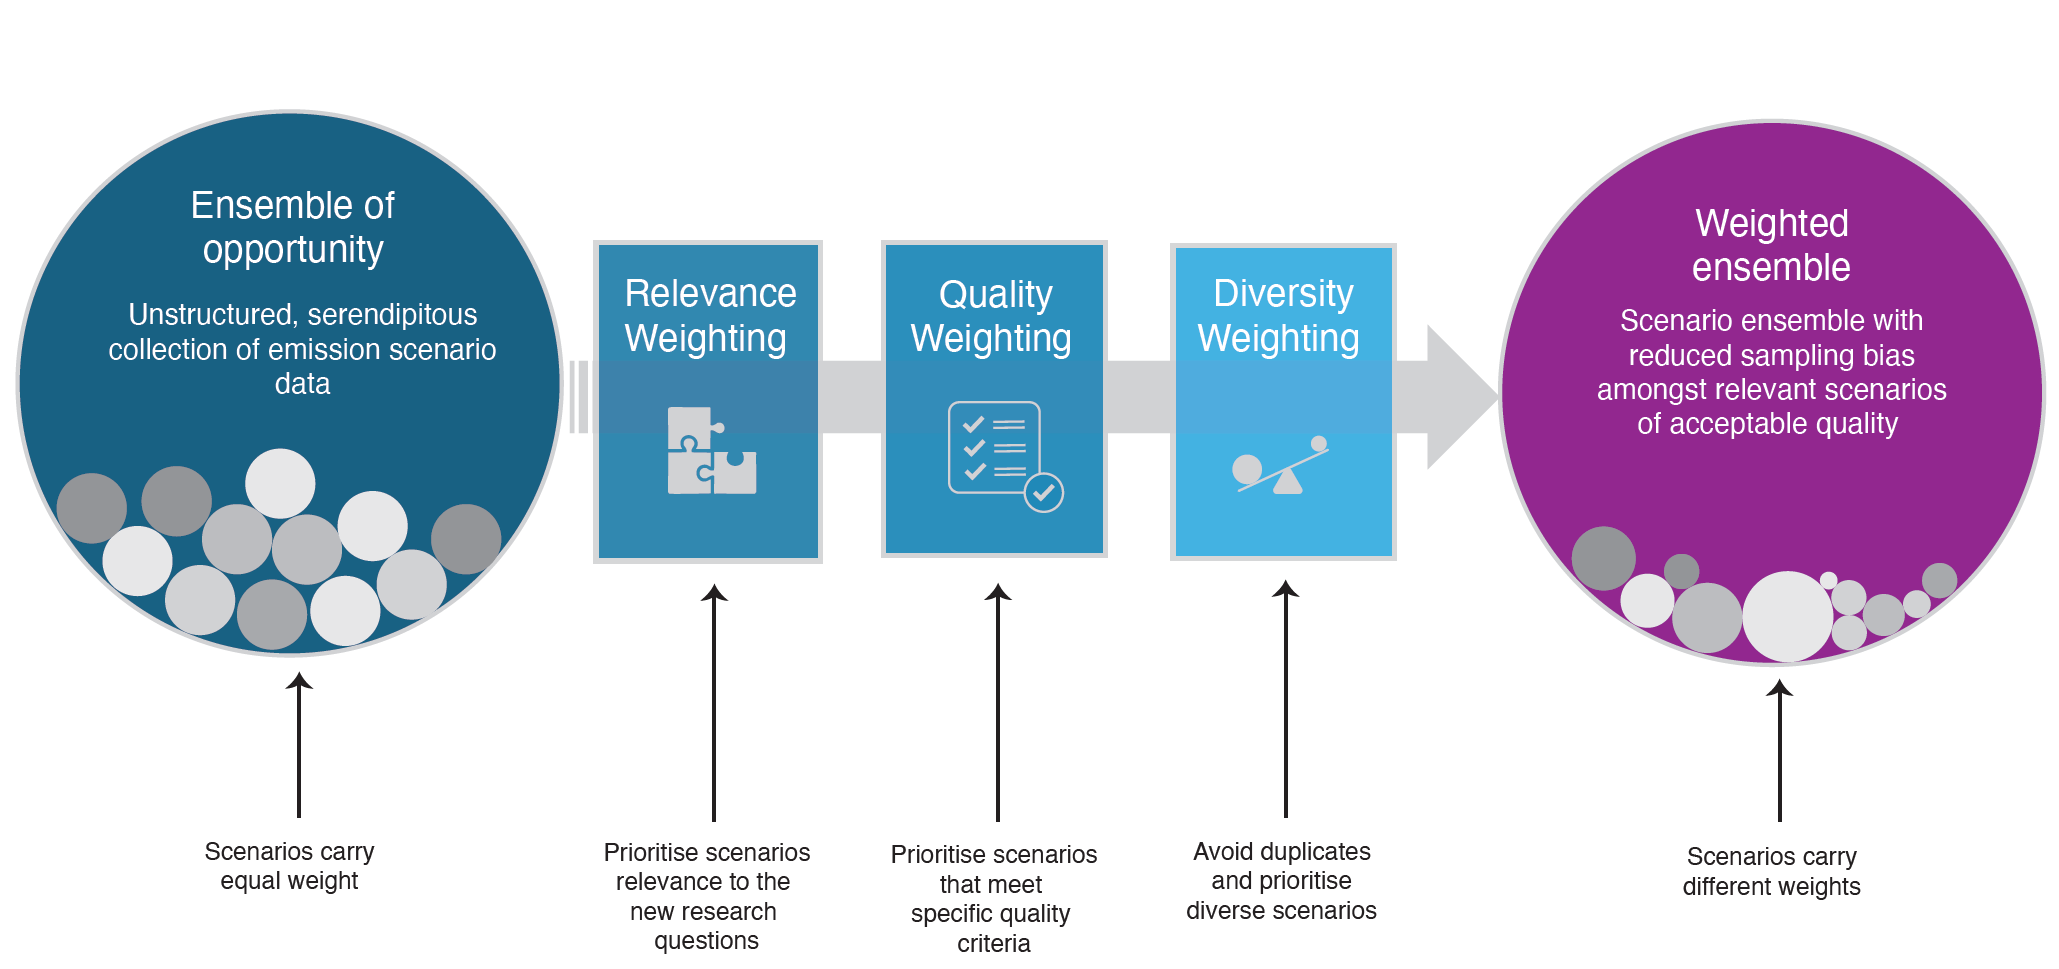 Ensemble of
opportunity
Unstructured, serendipitous
collection of emission scenario
data
Relevance
Weighting
Quality
Weighting
Diversity
Weighting
Weighted
ensemble
Scenario ensemble with
reduced sampling bias
amongst relevant scenarios
of acceptable quality
Scenarios carry
equal weight
Prioritise scenarios
relevance to the
new research
questions
Prioritise scenarios
that meet
specific quality
criteria
Avoid duplicates
and prioritise
diverse scenarios
Scenarios carry
different weights